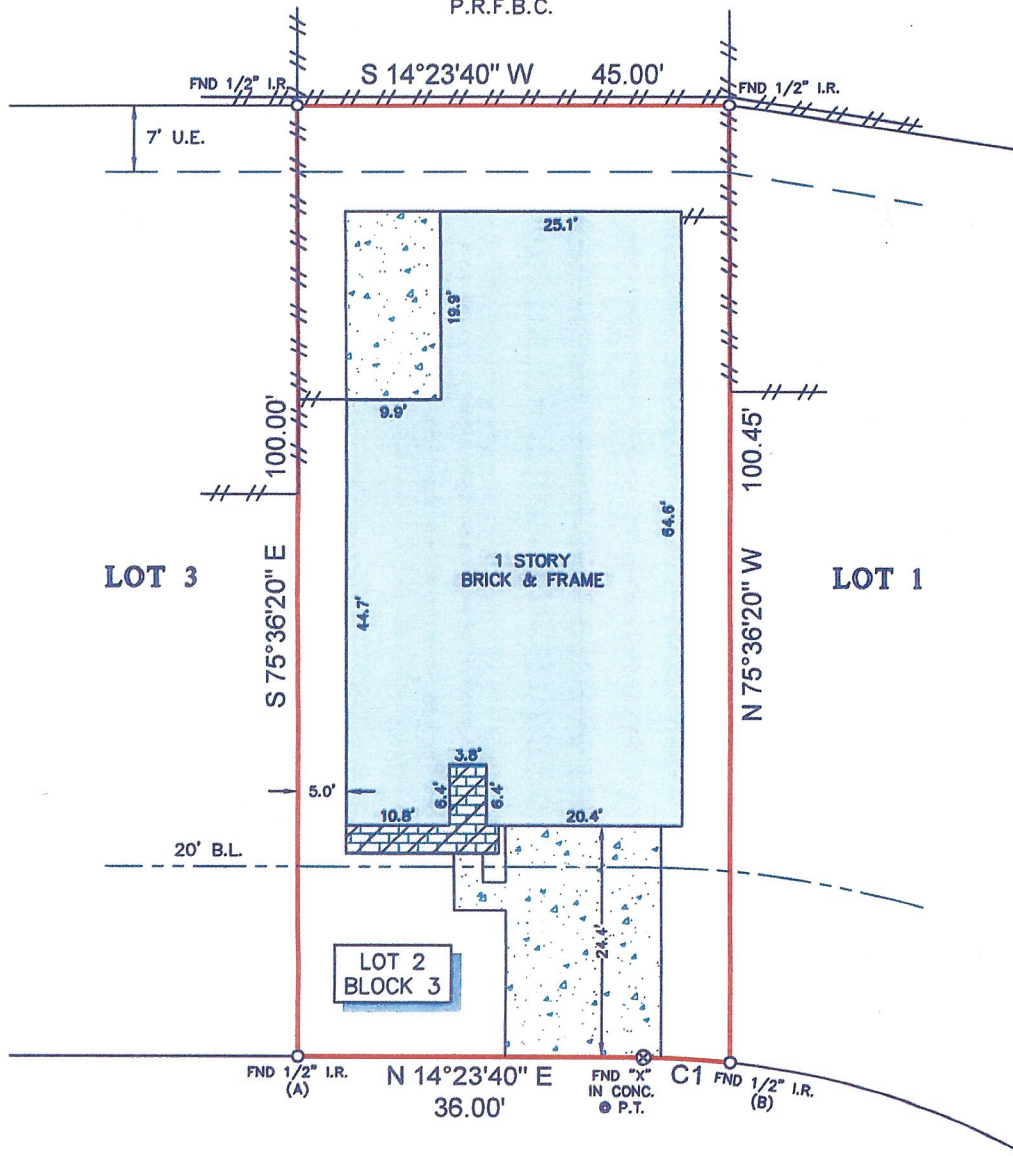 P.R.F.B.C.
S 14°23'40" W 45.00'
FND 1/2" I.R.
FND 1/2" I.R.
7' U.E.
25.1'
19.9'
9.9'
S 75°36'20" E 100.00'
N 75°36'20" W 100.45'
64.6'
1 STORY
BRICK & FRAME
LOT 3
LOT 1
44.7'
3.8'
6.4'
6.4'
5.0'
10.8'
20.4'
20' B.L.
24.4'
LOT 2
BLOCK 3
FND 1/2" I.R.
(A)
N 14°23'40" E
36.00'
FND "X"
IN CONC.
@ P.T.
C1
FND 1/2" I.R.
(B)